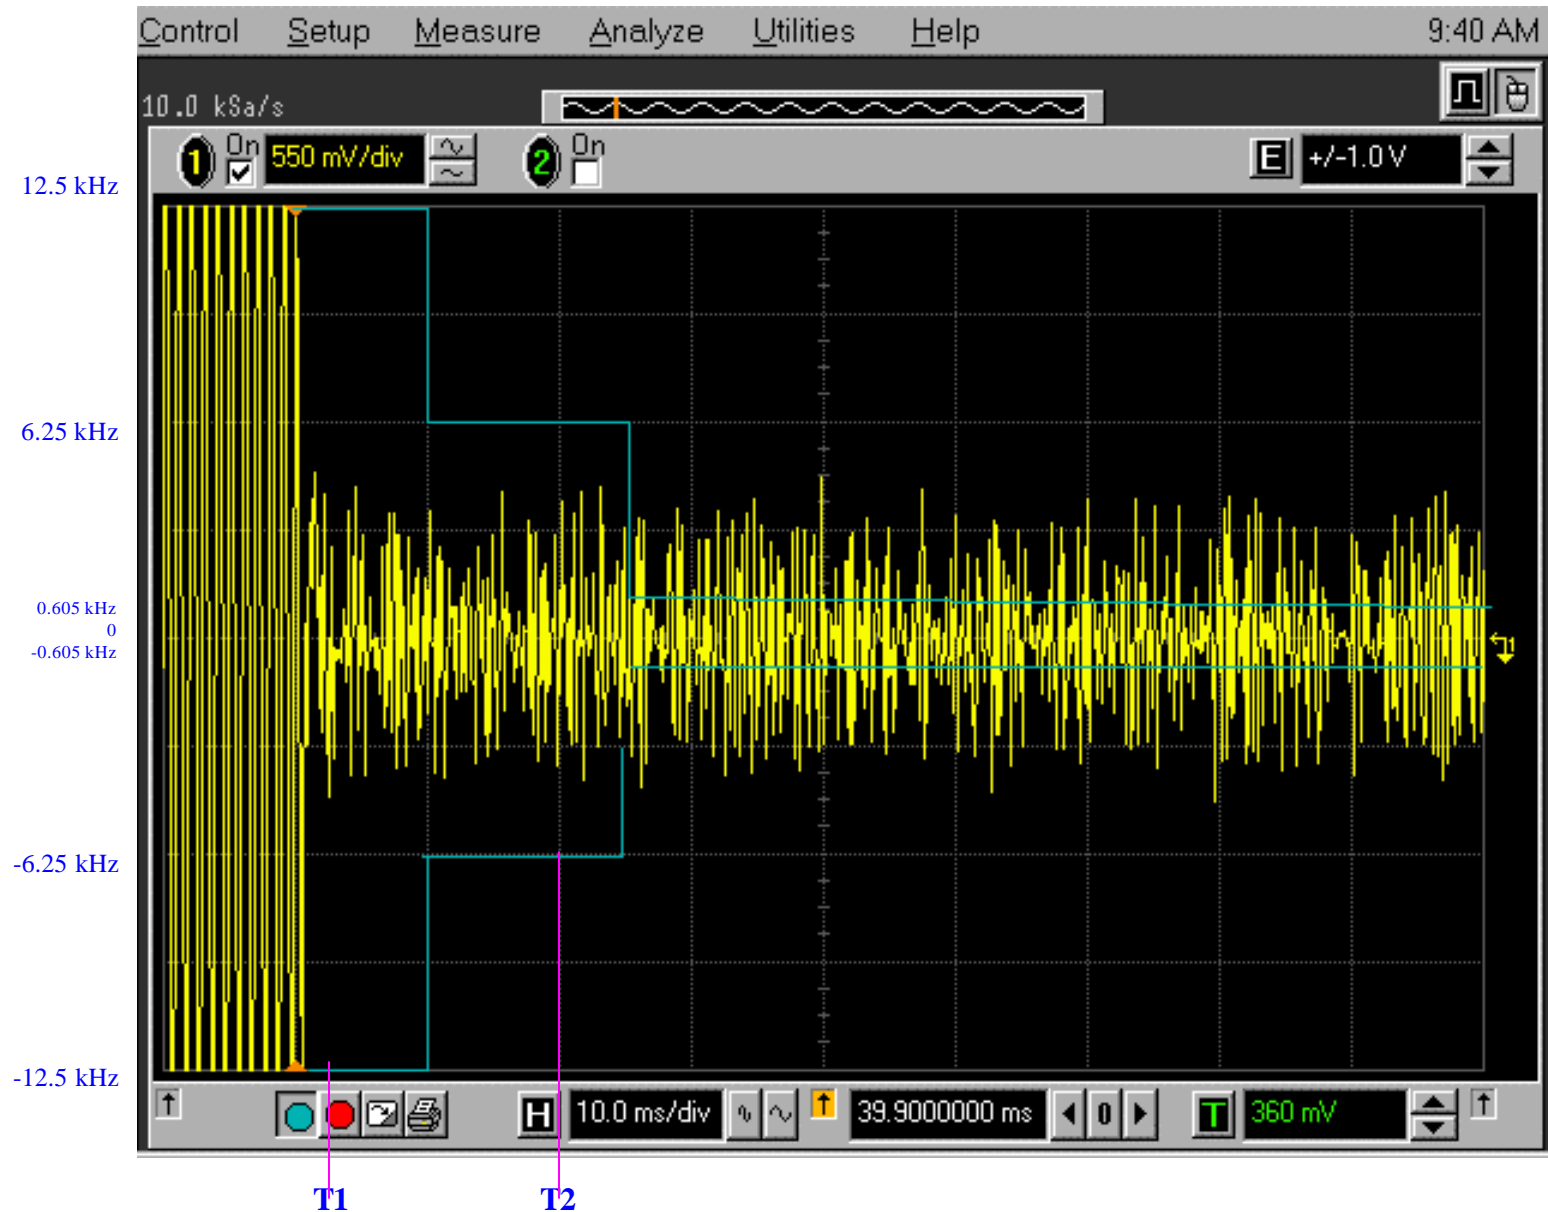 Control Setup Measure Analyze Utilities Help 9:40 AM
10.0 kSa/s
1 On 550 mV/div 2 On E +/-1.0 V
12.5 kHz
6.25 kHz
0.605 kHz
0
-0.605 kHz
1
-6.25 kHz
-12.5 kHz
H 10.0 ms/div 39.9000000 ms 0 T 360 mV
T1 T2